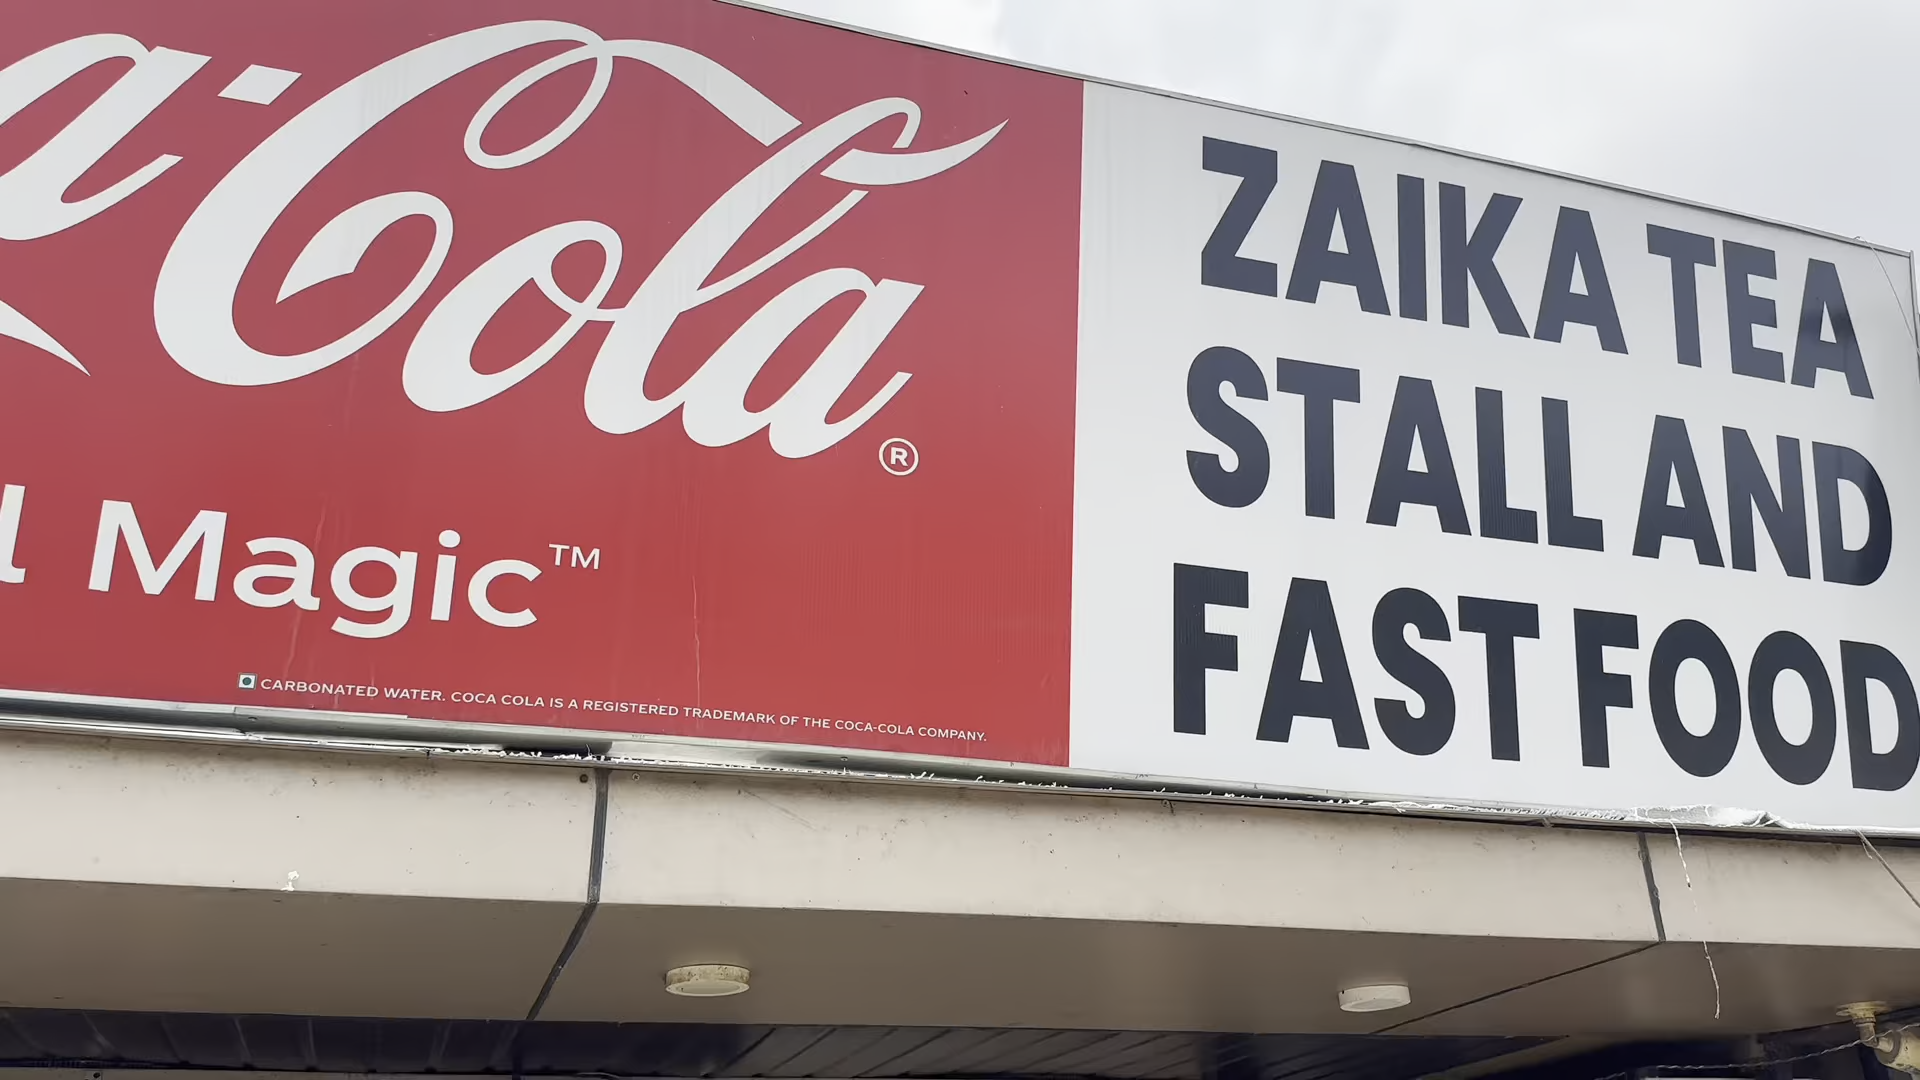 a-Cola®
l Magic™
CARBONATED WATER. COCA COLA IS A REGISTERED TRADEMARK OF THE COCA-COLA COMPANY.
ZAIKA TEA
STALL AND
FAST FOOD